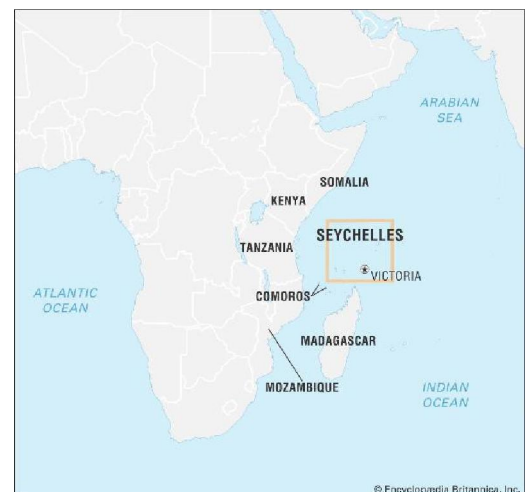 ARABIAN
SEA
SOMALIA
KENYA
SEYCHELLES
TANZANIA
VICTORIA
COMOROS
ATLANTIC
OCEAN
MADAGASCAR
MOZAMBIQUE
INDIAN
OCEAN
© Encyclopædia Britannica, Inc.